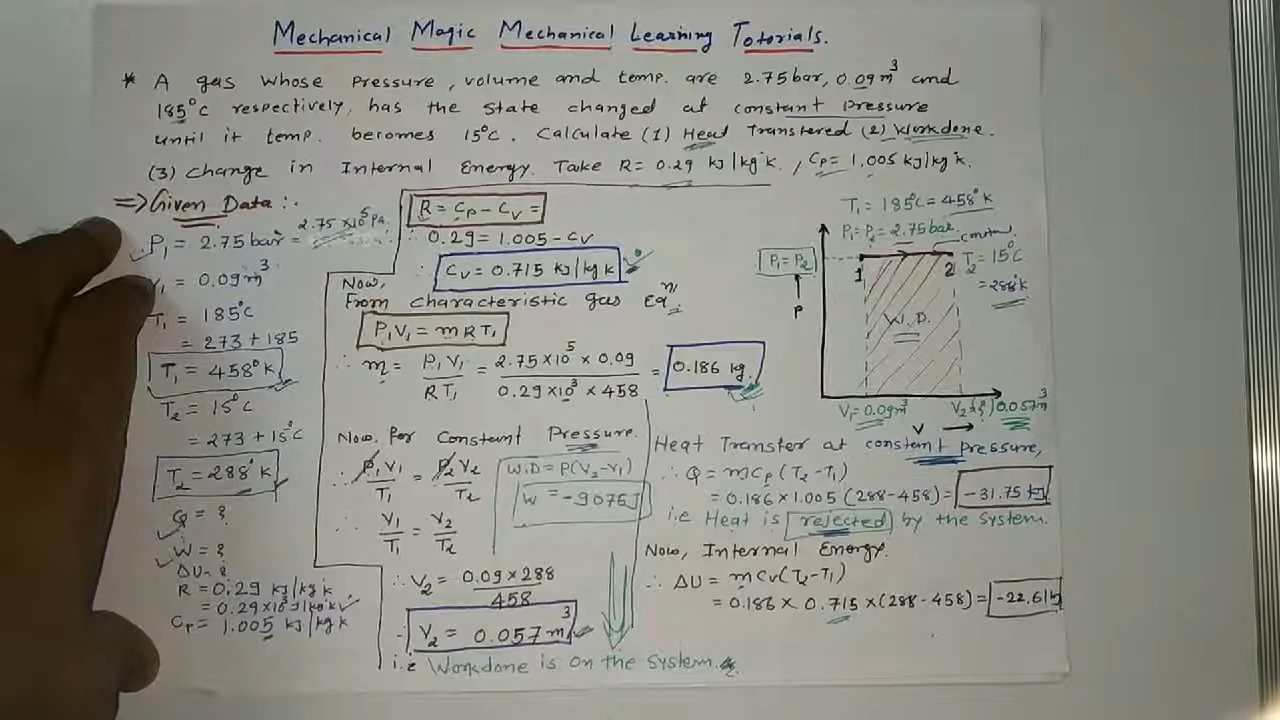 Mechanical Magic Mechanical Learning Totorials.
* A gas whose pressure, volume and temp. are 2.75 bar, 0.09 m³ and
185°C respectively, has the state changed at constant pressure
until it temp. becomes 15°C. Calculate (1) Heat Transfered (2) Workdone.
(3) Change in Internal Energy. Take R = 0.29 kJ/kg k., Cp = 1.005 kJ/kg k.
⇒ Given Data :.
P₁ = 2.75 bar = 2.75 × 10⁵ Pa.
V₁ = 0.09 m³
T₁ = 185°C
= 273 + 185
T₁ = 458°K
T₂ = 15°C
= 273 + 15°C
T₂ = 288°K
Q = ?
W = ?
ΔU = ?
R = 0.29 kJ/kg k
= 0.29 × 10³ J/kg k
Cp = 1.005 kJ/kg k
R = Cp - Cv =
∴ 0.29 = 1.005 - Cv
∴ Cv = 0.715 kJ/kg k
Now,
From characteristic gas Eqⁿ,
P₁V₁ = m R T₁
∴ m = P₁V₁ / RT₁ = 2.75 × 10⁵ × 0.09 / 0.29 × 10³ × 458 = 0.186 kg.
Now, For Constant Pressure.
∴ P₁V₁ / T₁ = P₂V₂ / T₂
∴ V₁ / T₁ = V₂ / T₂
∴ V₂ = 0.09 × 288 / 458
∴ V₂ = 0.057 m³
W.D = P(V₂-V₁)
W = -9075 J
i.e Workdone is on the system.
T₁ = 185°C = 458°K
P₁ = P₂ = 2.75 bar.
T₂ = 15°C
= 288°K
P₁ = P₂
1
2
P
W.D.
V₁ = 0.09 m³
V₂ (?) 0.057 m³
V
Heat Transfer at constant pressure,
∴ Q = mCp (T₂-T₁)
= 0.186 × 1.005 (288-458) = -31.75 kJ
i.e Heat is rejected by the system.
Now, Internal Energy.
∴ ΔU = mCv (T₂-T₁)
= 0.186 × 0.715 × (288-458) = -22.61 kJ